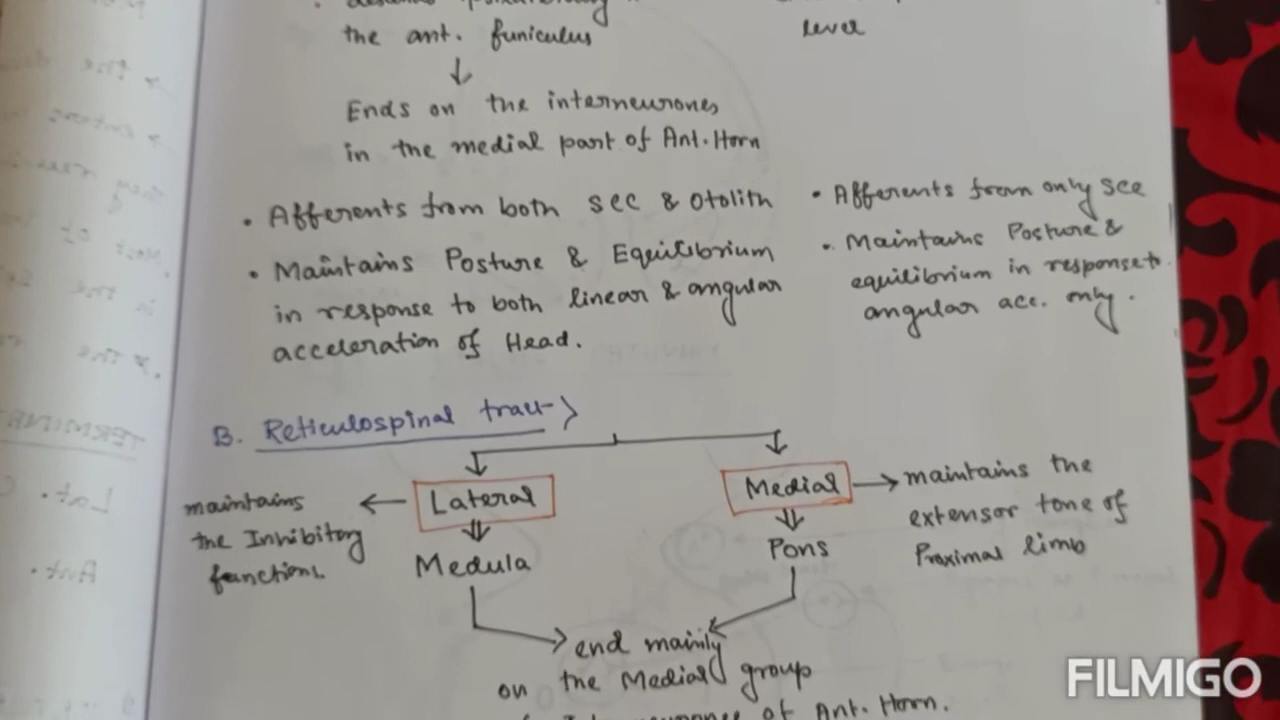 the ant. funiculus
level
↓
Ends on the interneurones
in the medial part of Ant. Horn
• Afferents from both SCC & Otolith
• Maintains Posture & Equilibrium
in response to both linear & angular
acceleration of Head.
• Afferents from only SCC
• Maintains Posture &
equilibrium in response to
angular acc. only.
B. Reticulospinal tract →
Lateral
Medial
maintains
the Inhibitory
functions.
Medula
Pons
maintains the
extensor tone of
Proximal limb
end mainly
on the Medial group
of Ant. Horn.
Lat.
Ant.
FILMIGO